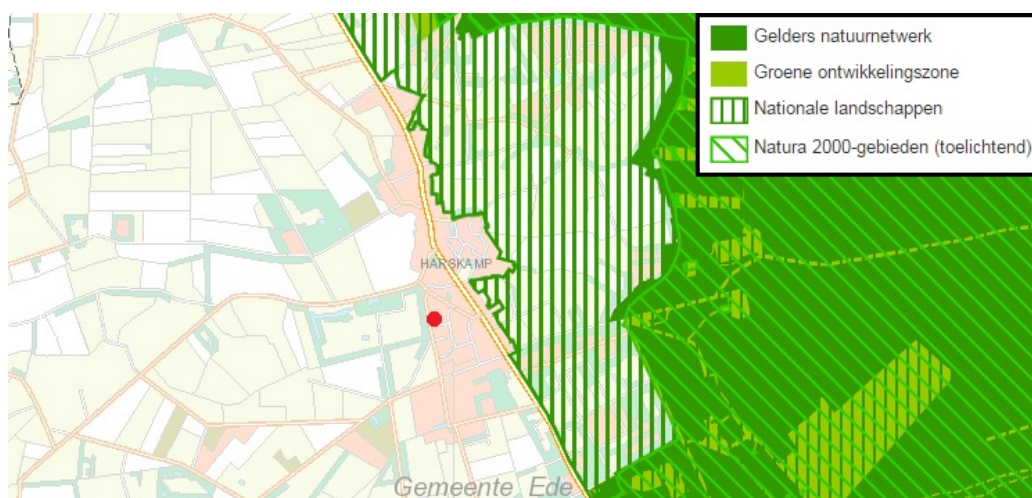 Gelders natuurnetwerk
Groene ontwikkelingszone
Nationale landschappen
Natura 2000-gebieden (toelichtend)
HARSKAMP
Gemeente Ede